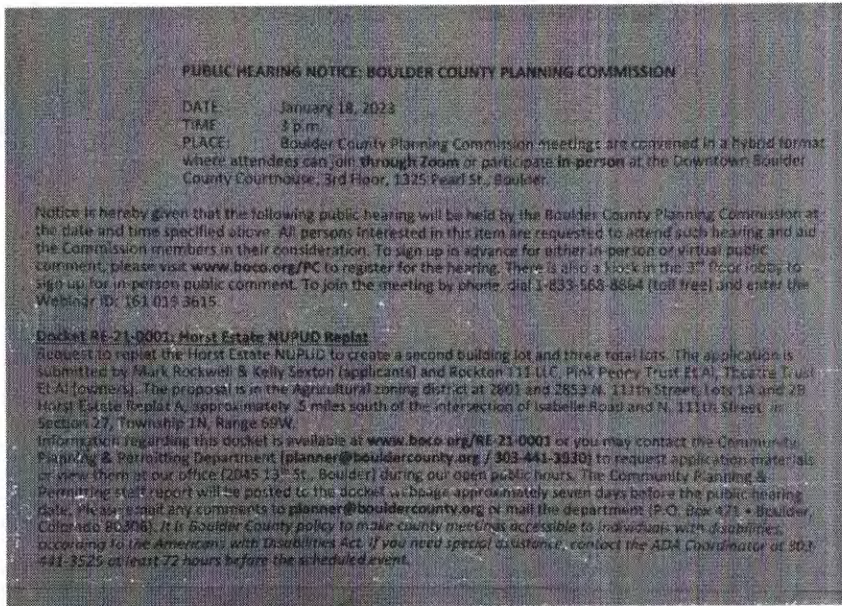 PUBLIC HEARING NOTICE: BOULDER COUNTY PLANNING COMMISSION
DATE: January 18, 2023
TIME: 3 p.m.
PLACE: Boulder County Planning Commission meetings are convened in a hybrid format
where attendees can join through Zoom or participate in-person at the Downtown Boulder
County Courthouse, 3rd Floor, 1325 Pearl St., Boulder.
Notice is hereby given that the following public hearing will be held by the Boulder County Planning Commission at
the date and time specified above. All persons interested in this item are requested to attend such hearing and aid
the Commission members in their consideration. To sign up in advance for either in-person or virtual public
comment, please visit www.boco.org/PC to register for the hearing. There is also a kiosk in the 3rd floor lobby to
sign up for in-person public comment. To join the meeting by phone, dial 1-833-568-8864 (toll free) and enter the
Webinar ID: 161 019 3615.
Docket RE-21-0001: Horst Estate NUPUD Replat
Request to replat the Horst Estate NUPUD to create a second building lot and three total lots. The application is
submitted by Mark Rockwell & Kelly Sexton (applicants) and Rockton 111 LLC, Pink Peony Trust Et Al, Theatre Trust
Et Al (owners). The proposal is in the Agricultural zoning district at 2801 and 2853 N. 111th Street, Lots 1A and 2B
Horst Estate Replat A, approximately .5 miles south of the intersection of Isabelle Road and N. 111th Street, in
Section 27, Township 1N, Range 69W.
Information regarding this docket is available at www.boco.org/RE-21-0001 or you may contact the Community
Planning & Permitting Department (planner@bouldercounty.org / 303-441-3930) to request application materials
or view them at our office (2045 13th St., Boulder) during our open public hours. The Community Planning &
Permitting staff report will be posted to the docket webpage approximately seven days before the public hearing
date. Please mail any comments to planner@bouldercounty.org or mail the department (P.O. Box 471 • Boulder,
Colorado 80306). It is Boulder County policy to make county meetings accessible to individuals with disabilities,
according to the Americans with Disabilities Act. If you need special assistance, contact the ADA Coordinator at 303-
441-3525 at least 72 hours before the scheduled event.